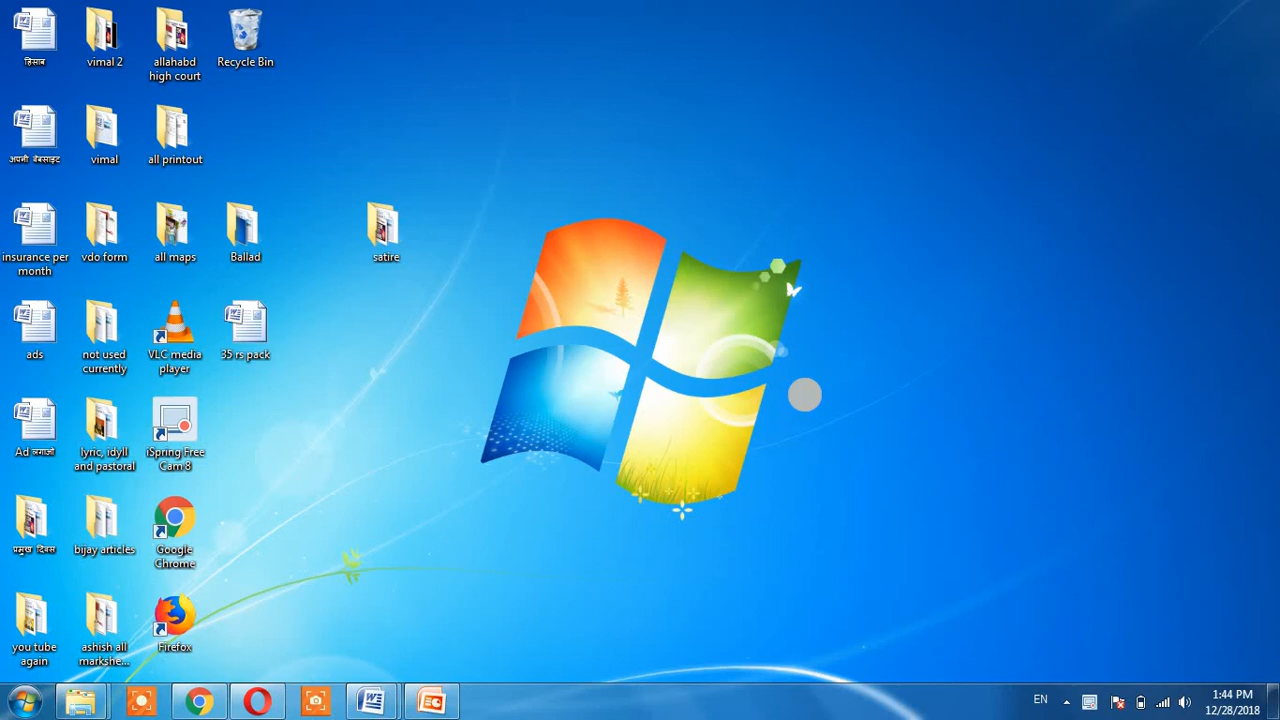 हिसाब
vimal 2
allahabd
high court
Recycle Bin
अपनी वेबसाइट
vimal
all printout
insurance per
month
vdo form
all maps
Ballad
satire
ads
not used
currently
VLC media
player
35 rs pack
Ad लगाओ
lyric, idyll
and pastoral
iSpring Free
Cam 8
प्रमुख दिवस
bijay articles
Google
Chrome
you tube
again
ashish all
markshe...
Firefox
EN
1:44 PM
12/28/2018